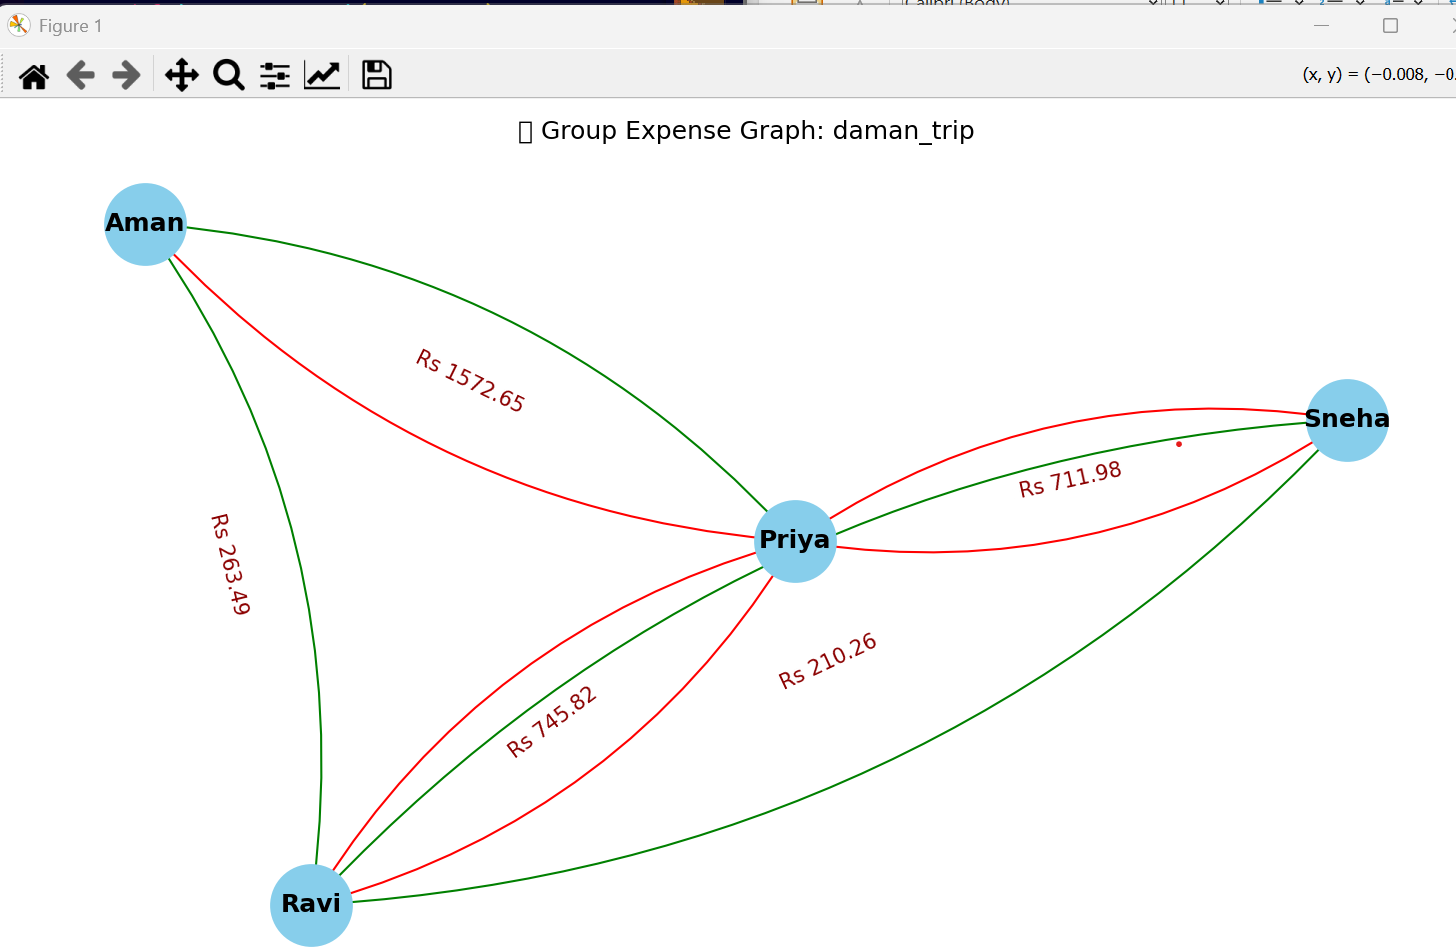 Figure 1
(x, y) = (−0.008, −0.
Group Expense Graph: daman_trip
Aman
Rs 1572.65
Sneha
Rs 711.98
Rs 263.49
Priya
Rs 210.26
Rs 745.82
Ravi